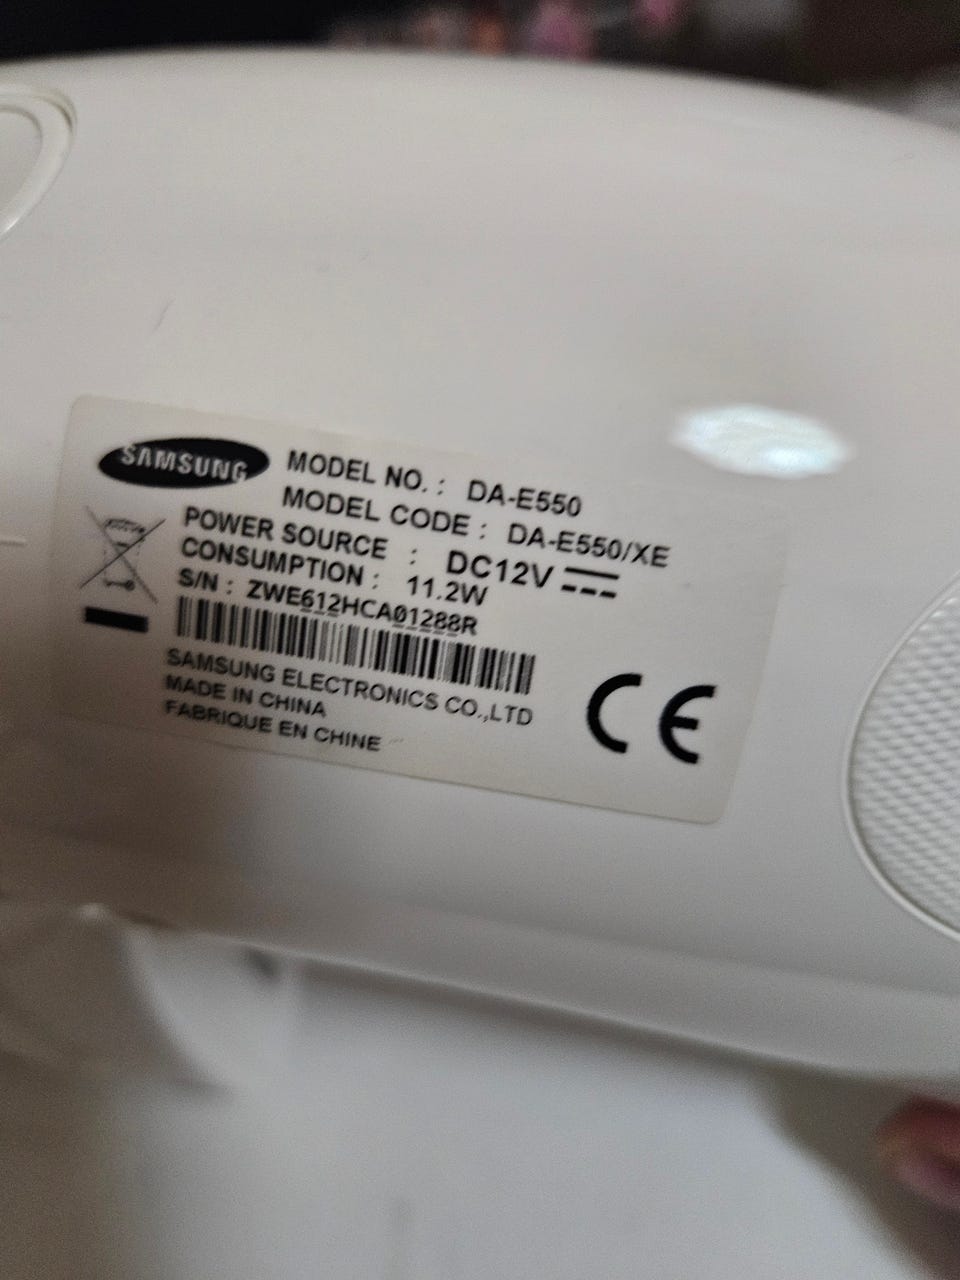 SAMSUNG
MODEL NO. : DA-E550
MODEL CODE : DA-E550/XE
POWER SOURCE : DC12V
CONSUMPTION : 11.2W
S/N : ZWE612HCA01288R
SAMSUNG ELECTRONICS CO.,LTD
MADE IN CHINA
FABRIQUE EN CHINE
CE